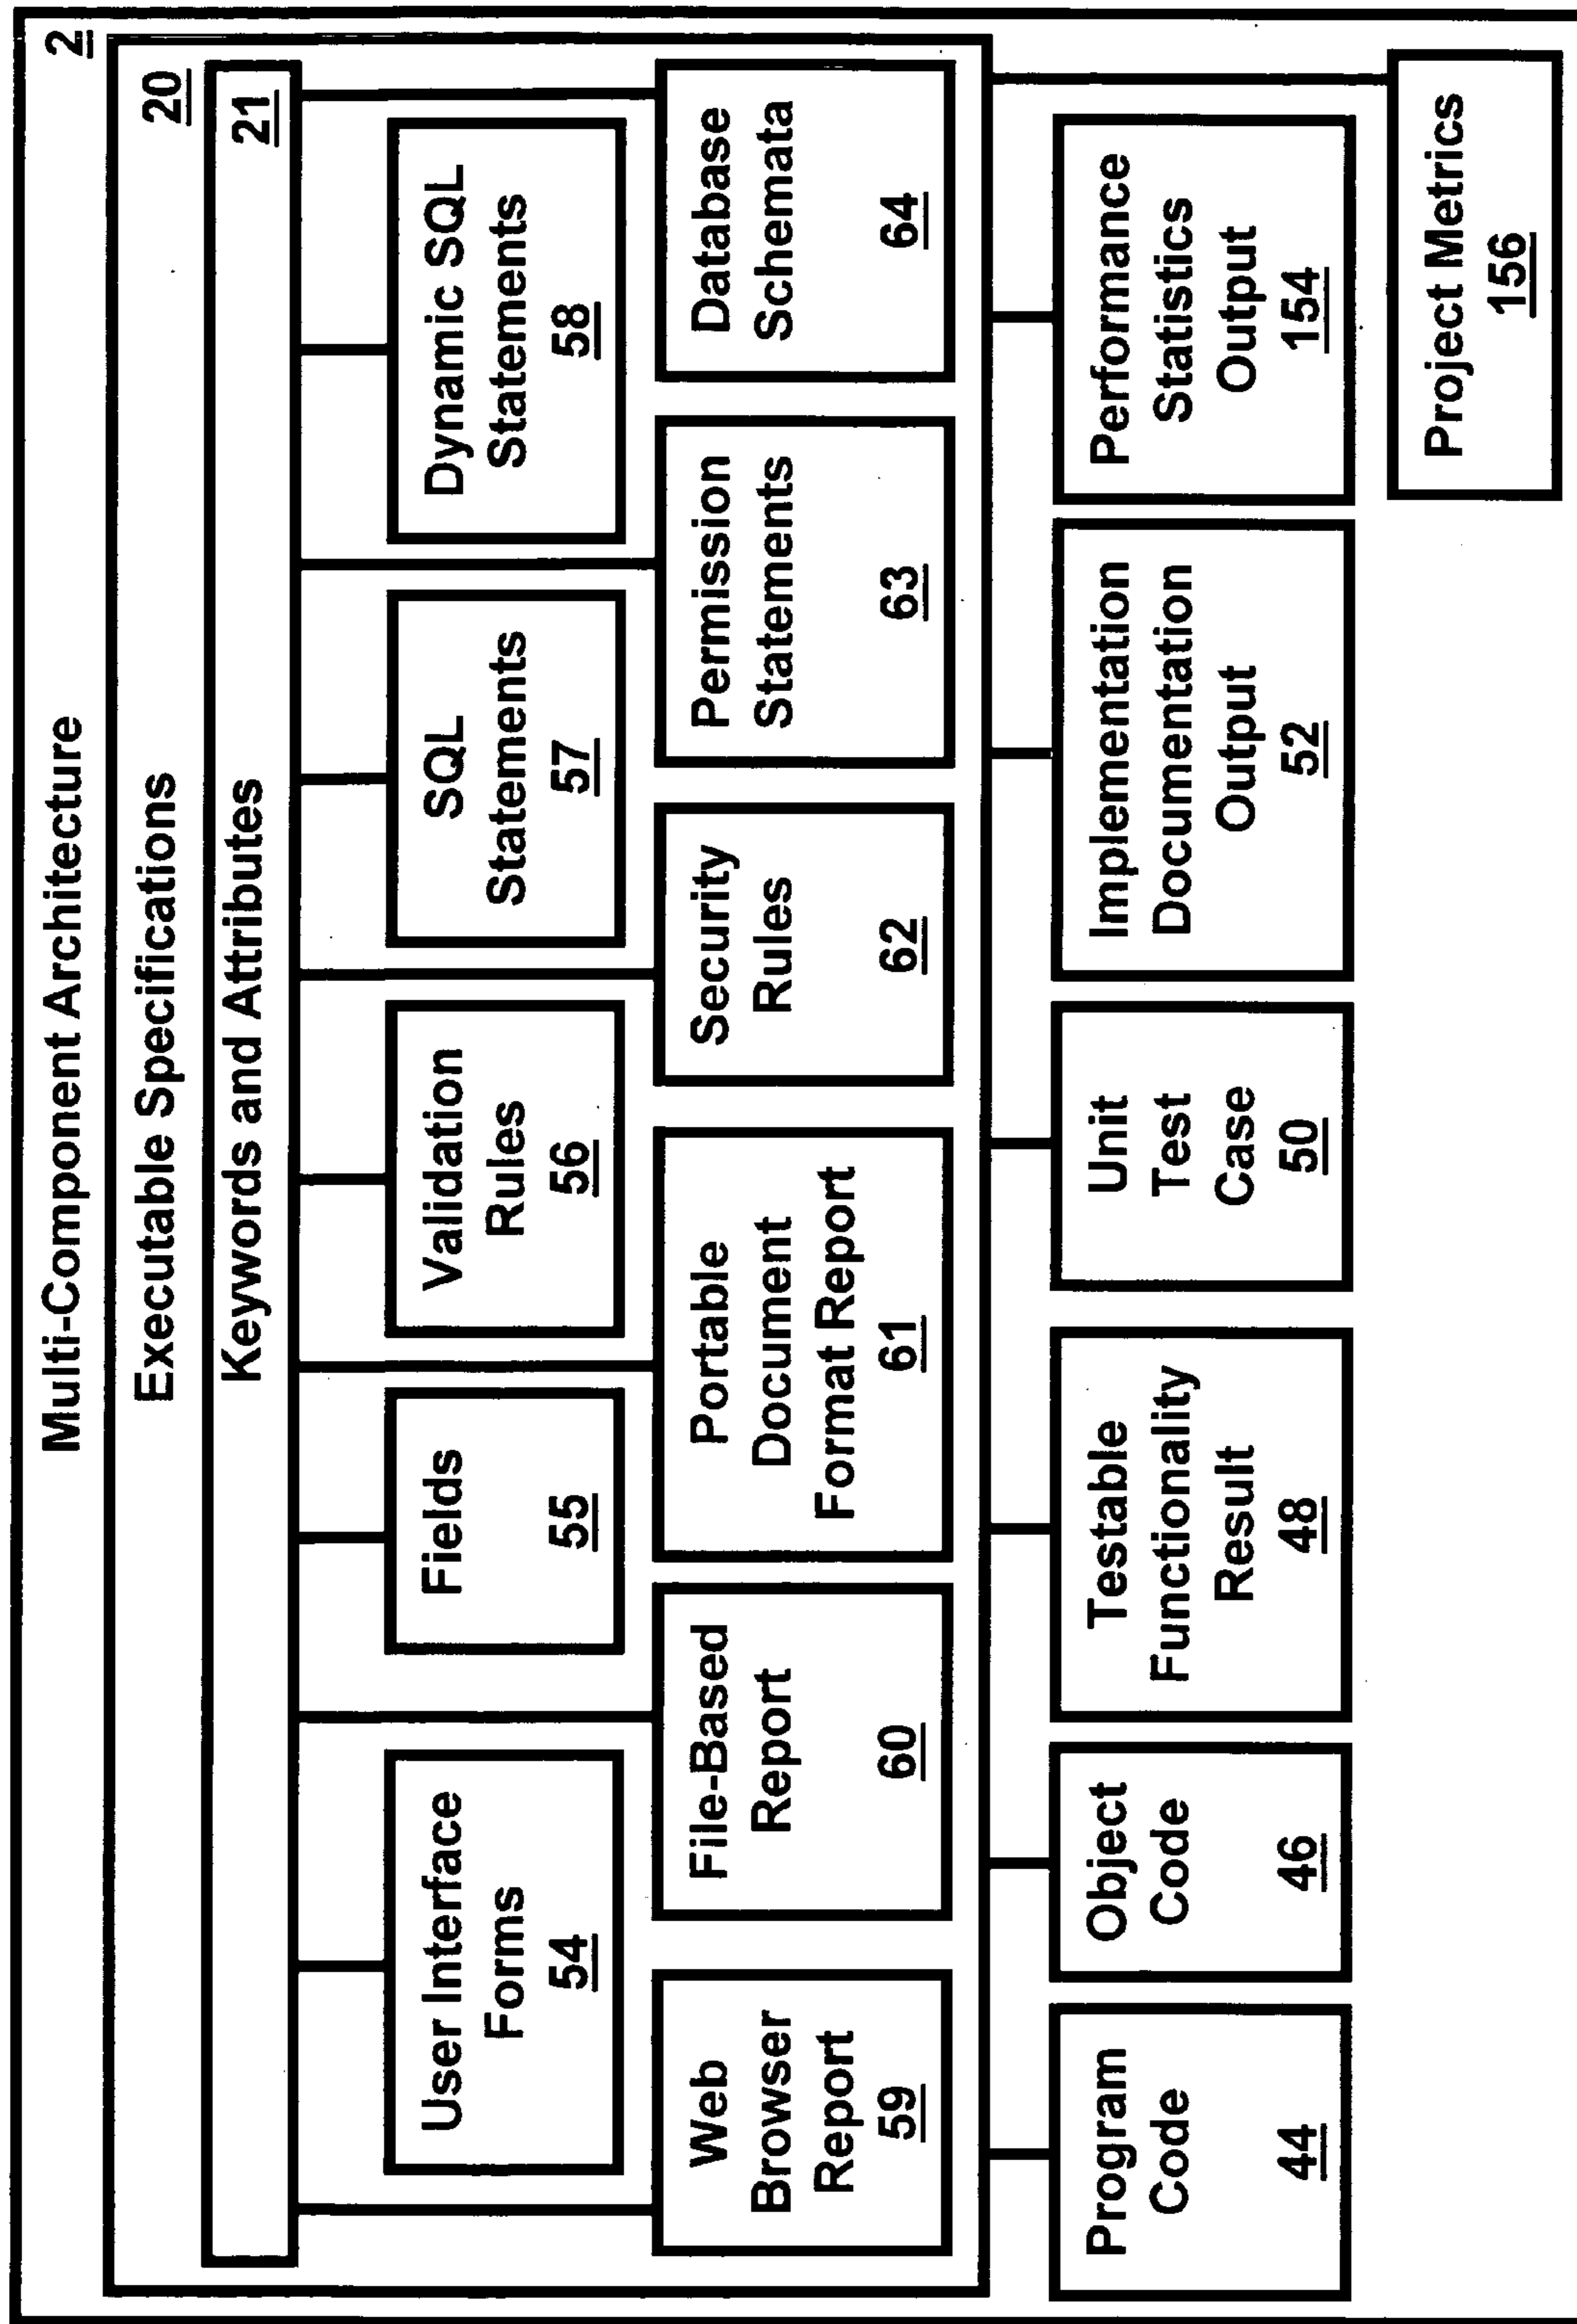 Multi-Component Architecture
2
Executable Specifications
20
Keywords and Attributes
21
User Interface
Forms
54
Fields
55
Validation
Rules
56
SQL
Statements
57
Dynamic SQL
Statements
58
Web
Browser
Report
59
File-Based
Report
60
Portable
Document
Format Report
61
Security
Rules
62
Permission
Statements
63
Database
Schemata
64
Program
Code
44
Object
Code
46
Testable
Functionality
Result
48
Unit
Test
Case
50
Implementation
Documentation
Output
52
Performance
Statistics
Output
154
Project Metrics
156